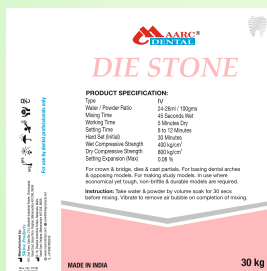 AARC®
DENTAL
DIE STONE
PRODUCT SPECIFICATION:
Type IV
Water / Powder Ratio 24-26ml / 100gms
Mixing Time 45 Seconds Wet
Working Time 5 Minutes Dry
Setting Time 8 to 12 Minutes
Hard Set (Initial) 30 Minutes
Wet Compressive Strength 400 kg/cm²
Dry Compressive Strength 800 kg/cm²
Setting Expansion (Max) 0.08 %
For crown & bridge, dies & cast partials. For basing dental arches
& opposing models. For making study models. In use where
economical yet tough, non-brittle & durable models are required.
Instruction: Take water & powder by volume soak for 30 secs
before mixing. Vibrate to remove air bubble on completion of mixing.
MADE IN INDIA
30 kg
For use by dental professionals only
Manufactured by :